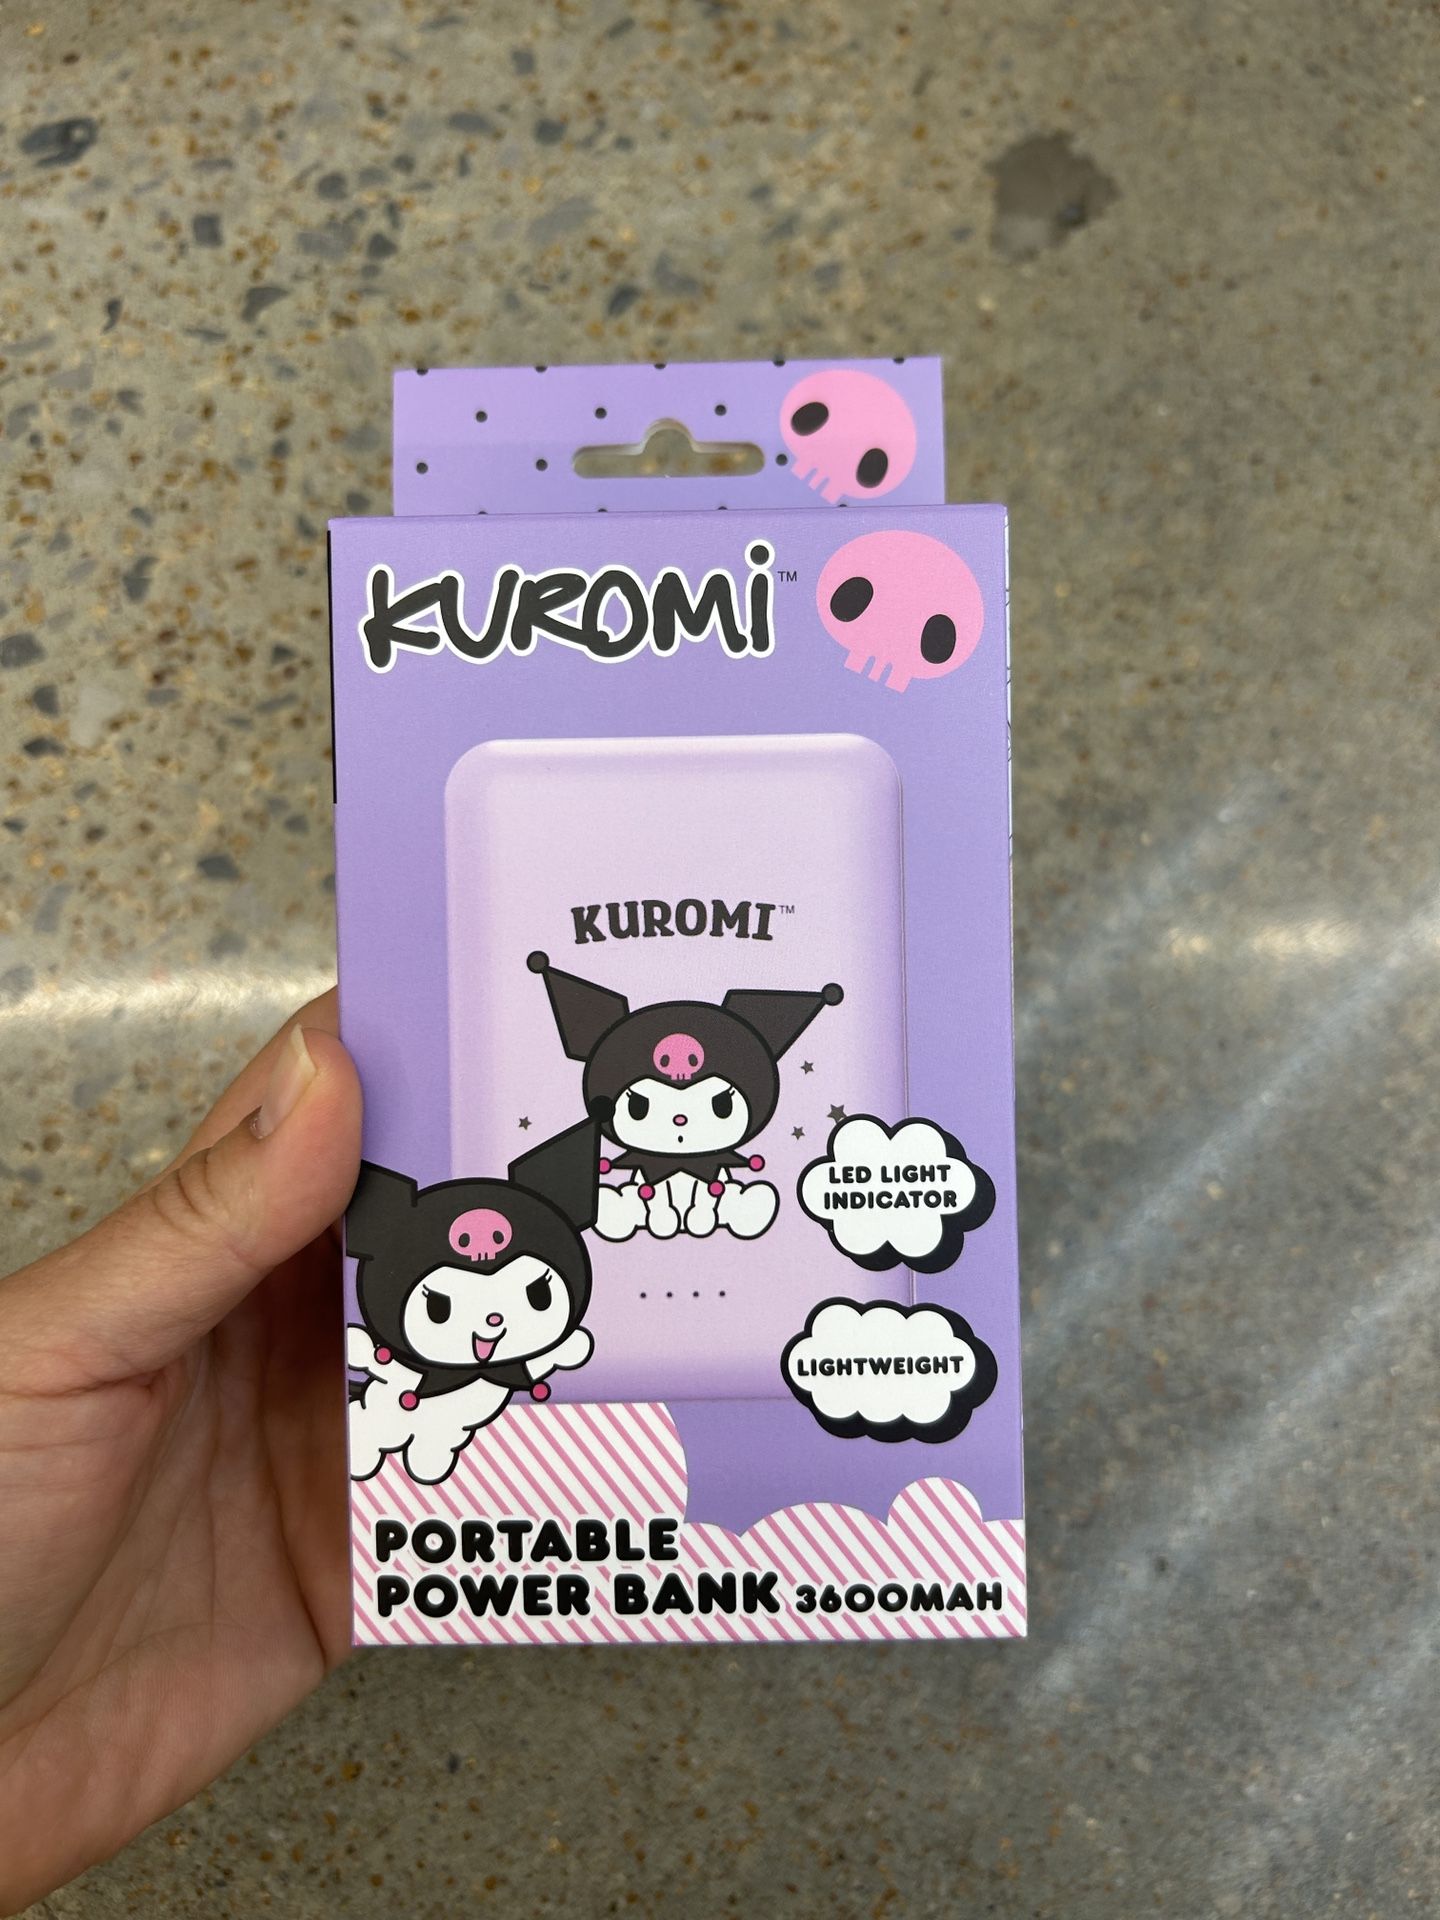 KUROMI™
KUROMI™
LED LIGHT
INDICATOR
LIGHTWEIGHT
PORTABLE
POWER BANK 3600MAH